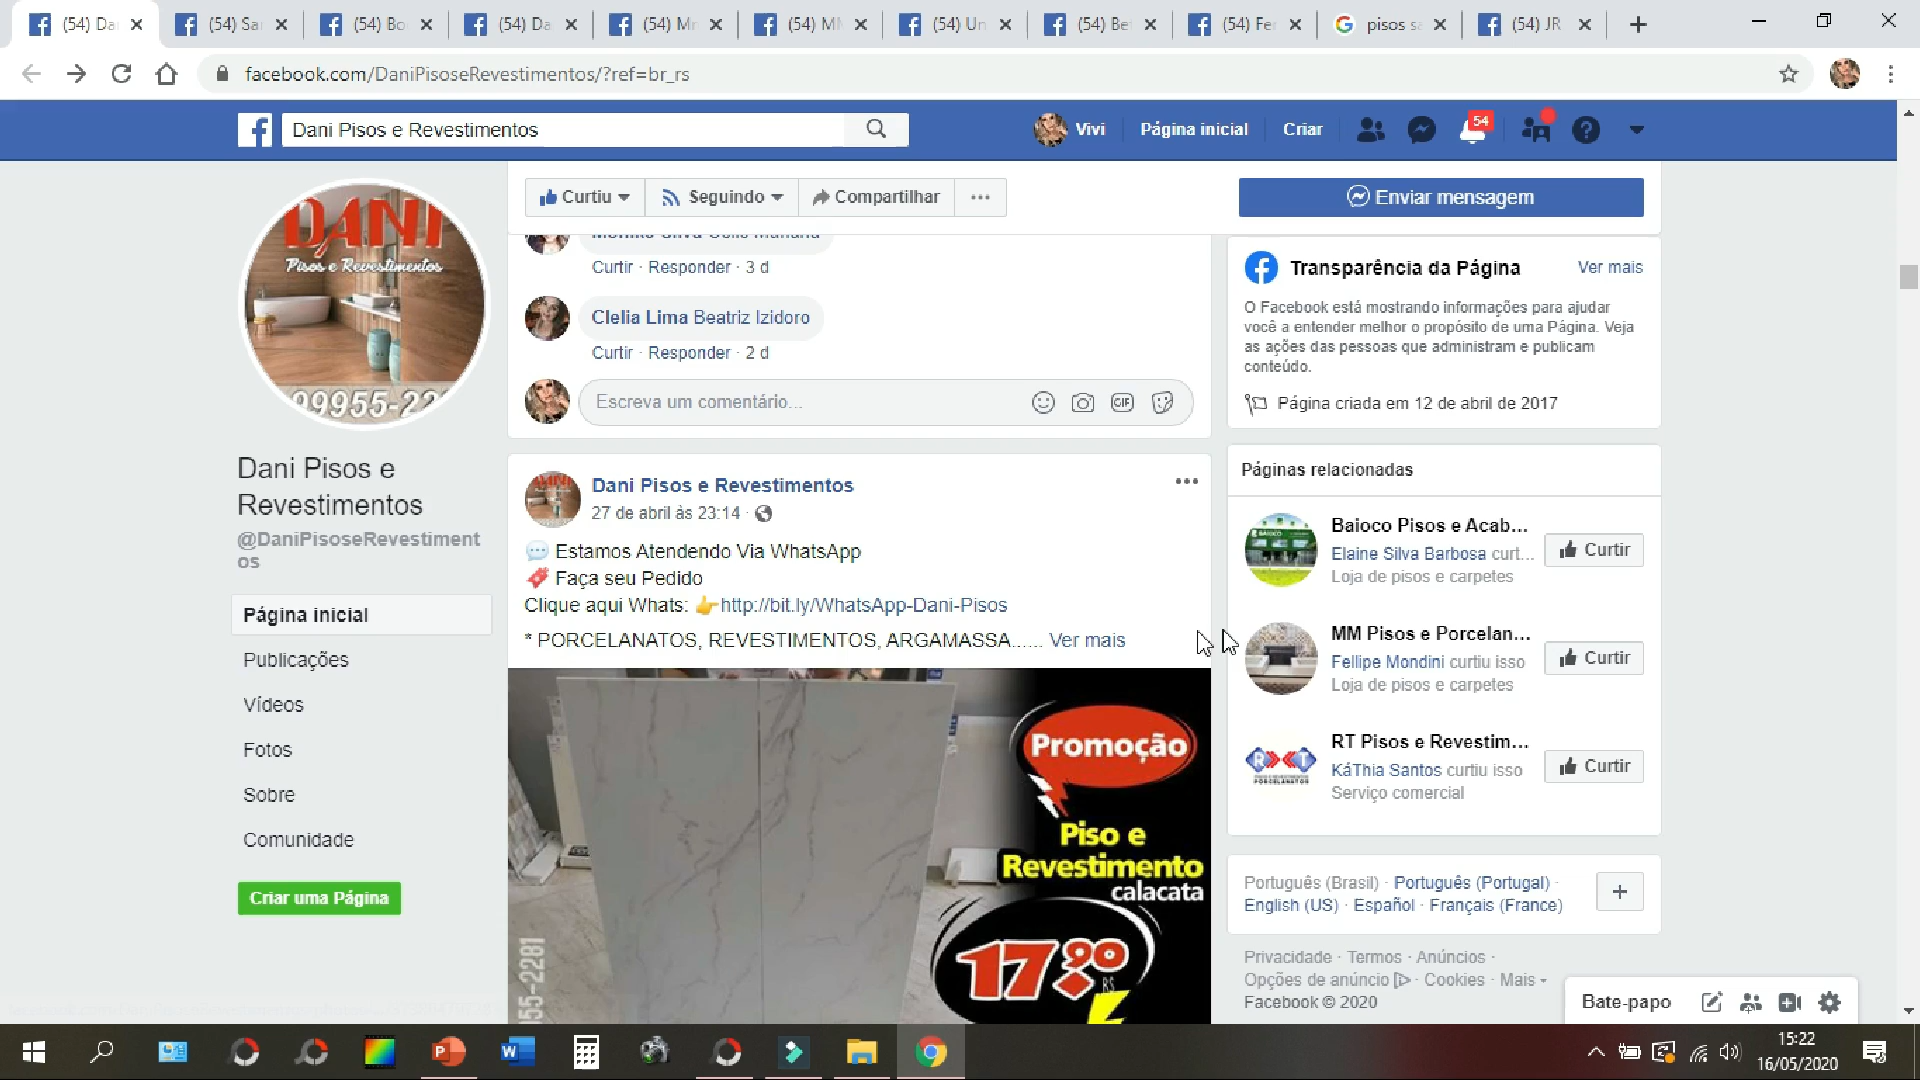 (54) Da
(54) Sa
(54) Bo
(54) Da
(54) M
(54) M
(54) Un
(54) Be
(54) Fe
pisos sa
(54) JR
facebook.com/DaniPisoseRevestimentos/?ref=br_rs
Dani Pisos e Revestimentos
Vivi
Página inicial
Criar
54
Curtiu
Seguindo
Compartilhar
Enviar mensagem
DANI
Pisos e Revestimentos
99955-22
Curtir · Responder · 3 d
Clelia Lima Beatriz Izidoro
Curtir · Responder · 2 d
Escreva um comentário...
GIF
Transparência da Página
Ver mais
O Facebook está mostrando informações para ajudar
você a entender melhor o propósito de uma Página. Veja
as ações das pessoas que administram e publicam
conteúdo.
Página criada em 12 de abril de 2017
Dani Pisos e
Revestimentos
@DaniPisoseRevestiment
os
Página inicial
Publicações
Vídeos
Fotos
Sobre
Comunidade
Criar uma Página
Dani Pisos e Revestimentos
27 de abril às 23:14 ·
Estamos Atendendo Via WhatsApp
Faça seu Pedido
Clique aqui Whats: http://bit.ly/WhatsApp-Dani-Pisos
* PORCELANATOS, REVESTIMENTOS, ARGAMASSA...... Ver mais
Promoção
Piso e
Revestimento
calacata
17,90
R$
955-2281
Páginas relacionadas
Baioco Pisos e Acab...
Elaine Silva Barbosa curt...
Loja de pisos e carpetes
Curtir
MM Pisos e Porcelan...
Fellipe Mondini curtiu isso
Loja de pisos e carpetes
Curtir
RT Pisos e Revestim...
KáThia Santos curtiu isso
Serviço comercial
Curtir
Português (Brasil) · Português (Portugal) ·
English (US) · Español · Français (France)
Privacidade · Termos · Anúncios ·
Opções de anúncio · Cookies · Mais
Facebook © 2020
Bate-papo
15:22
16/05/2020